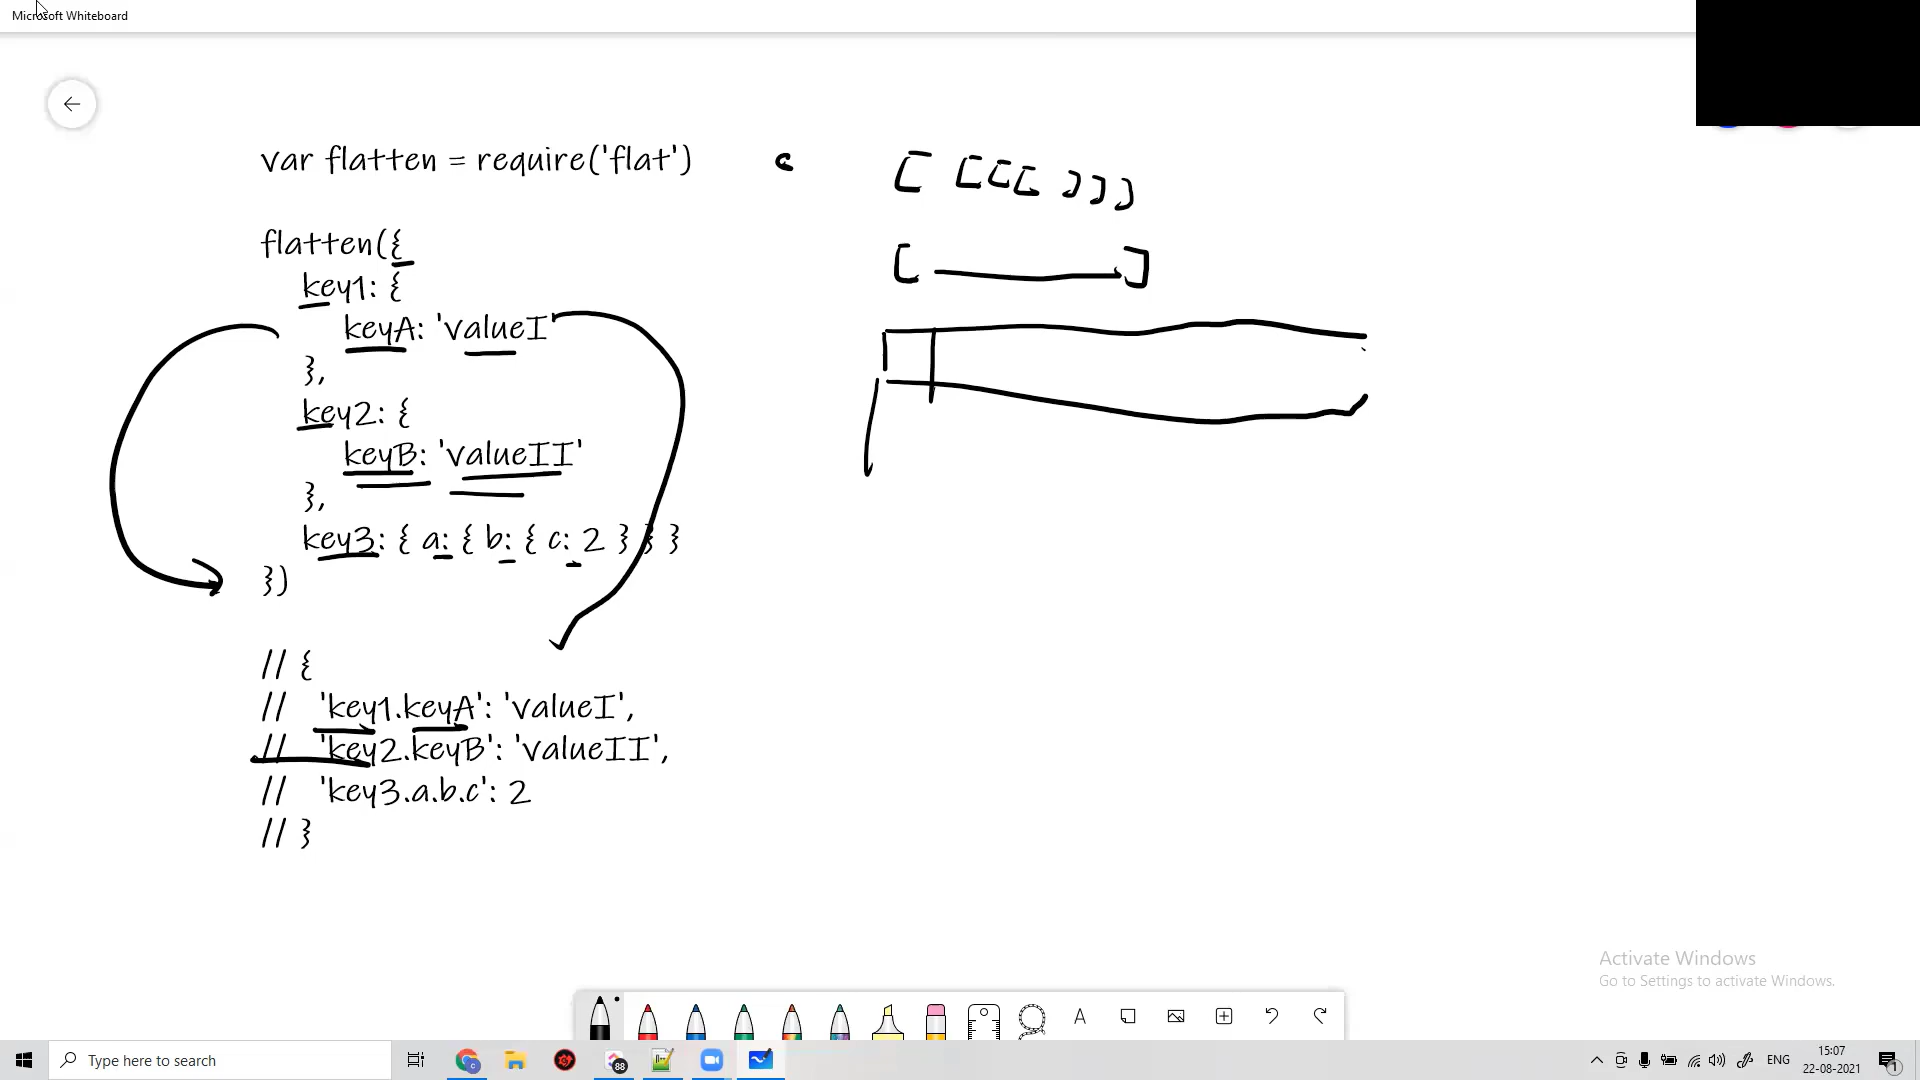 Microsoft Whiteboard
var flatten = require('flat')
flatten({
key1: {
keyA: 'valueI'
},
key2: {
keyB: 'valueII'
},
key3: { a: { b: { c: 2 } } }
})
// {
// 'key1.keyA': 'valueI',
// 'key2.keyB': 'valueII',
// 'key3.a.b.c': 2
// }
[ [[[ ]]]
[ ]
Activate Windows
Go to Settings to activate Windows.
Type here to search
88
ENG
15:07
22-08-2021
1